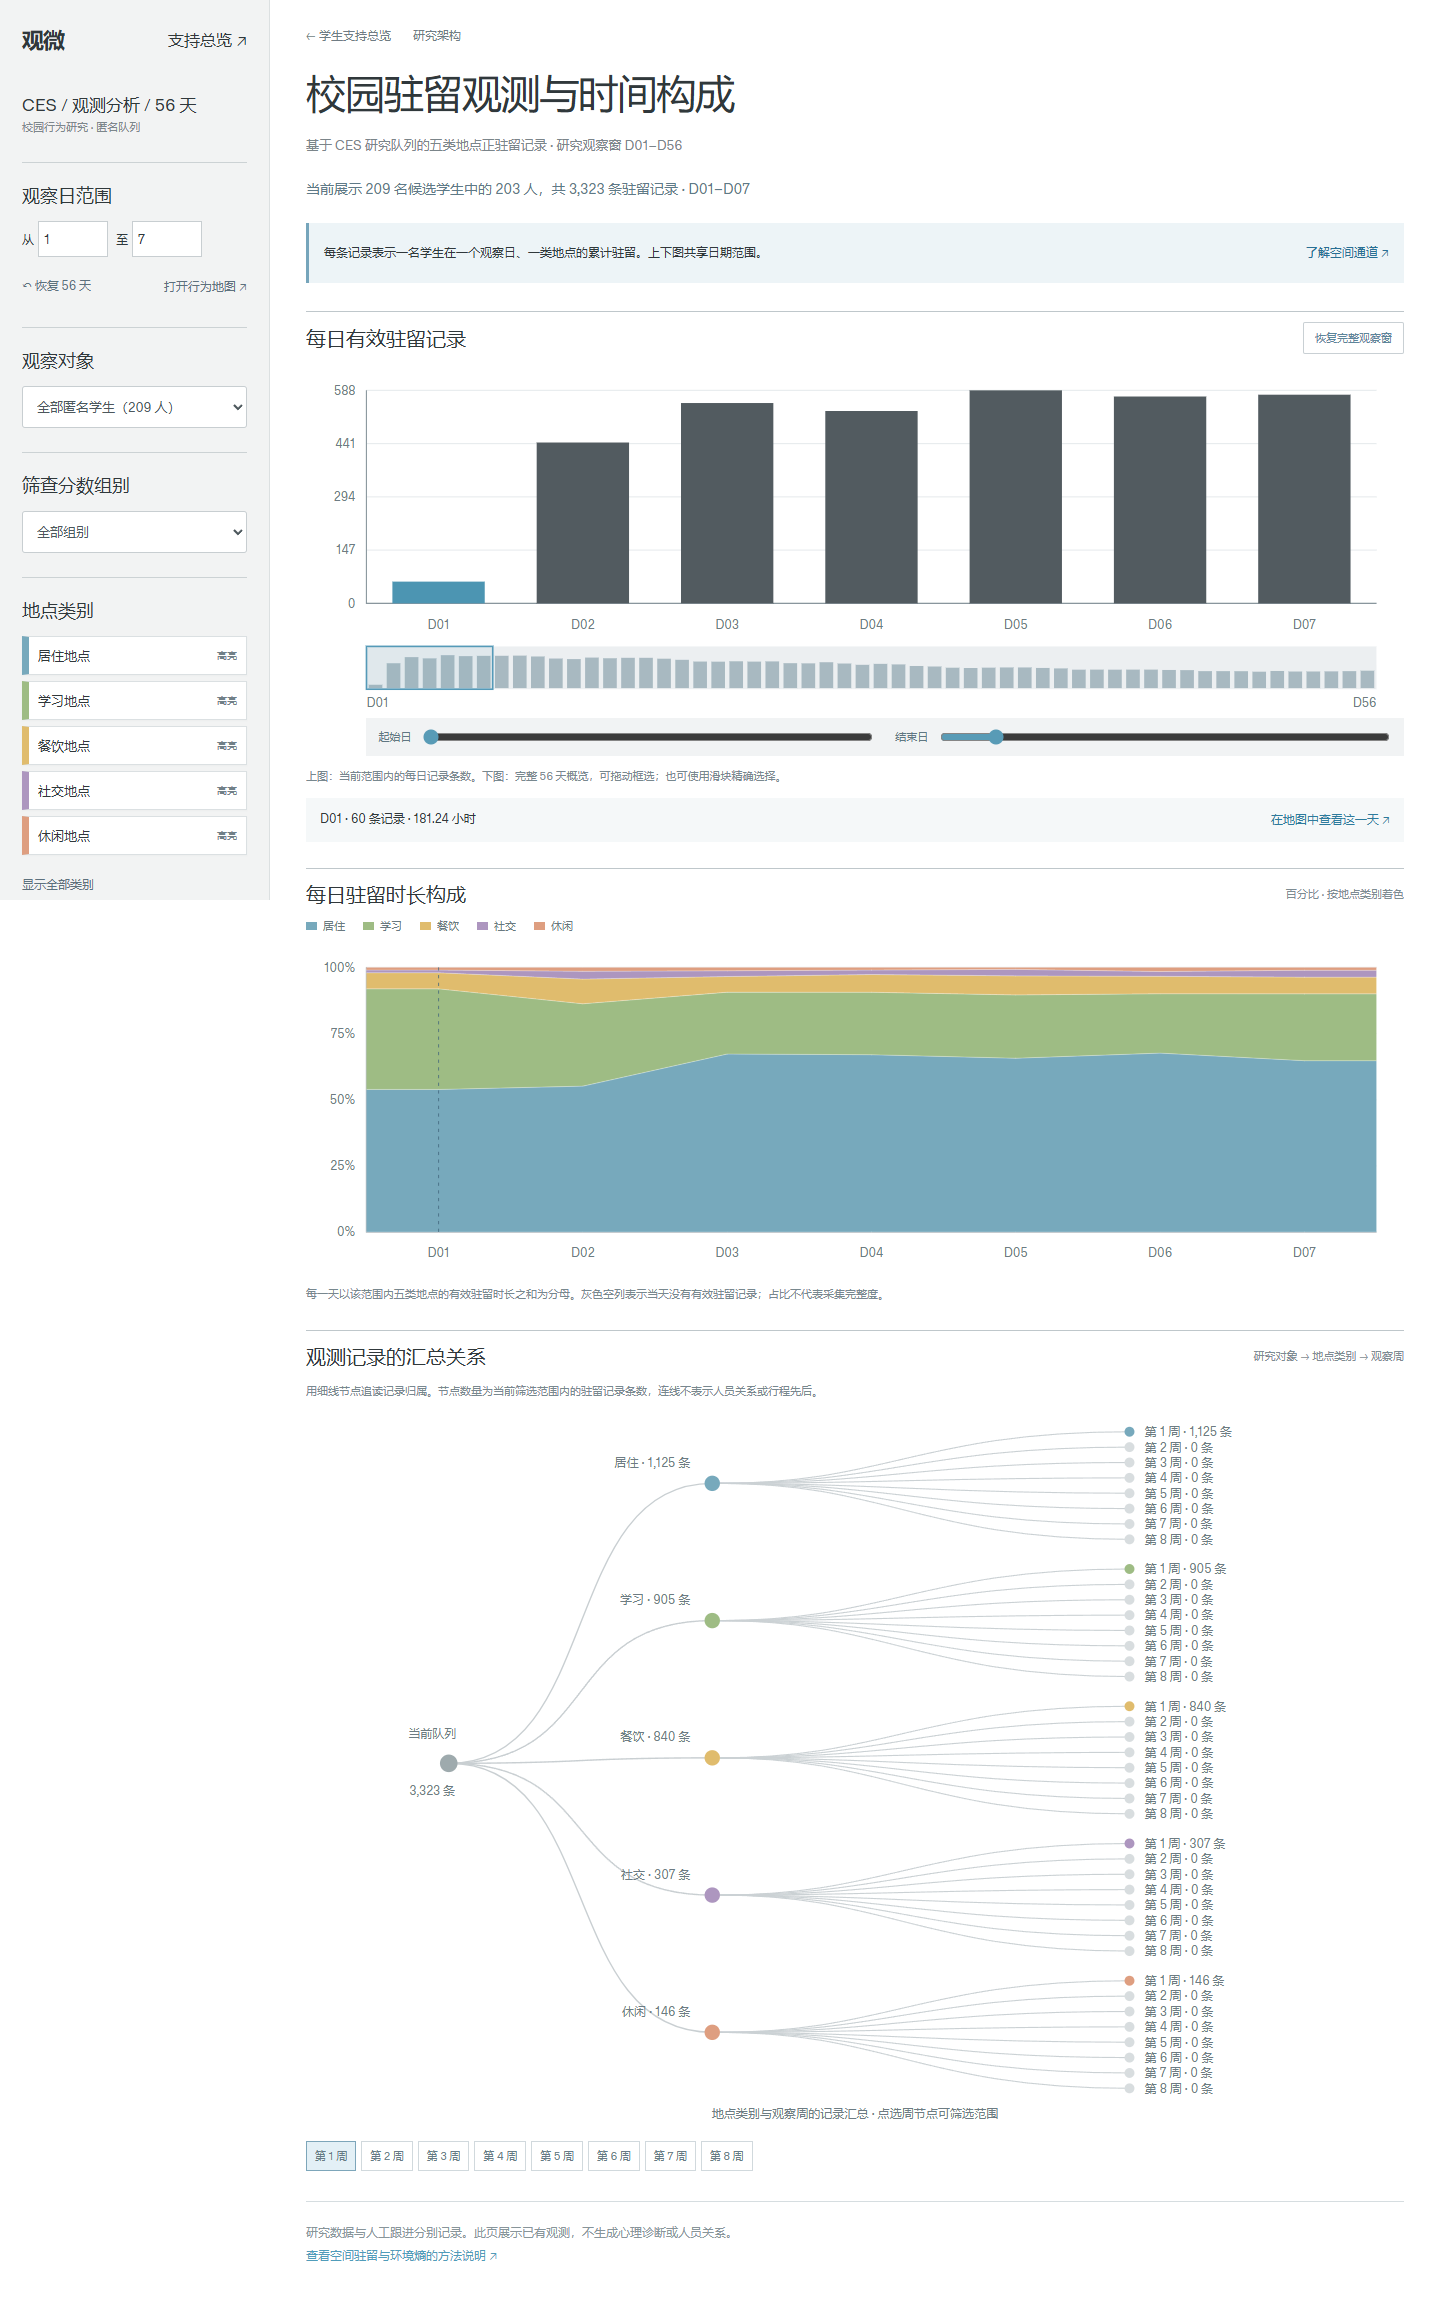 观微
支持总览 ↗
CES / 观测分析 / 56 天
校园行为研究 · 匿名队列
观察日范围
从 1 至 7
↶ 恢复 56 天
打开行为地图 ↗
观察对象
全部匿名学生（209 人）
筛查分数组别
全部组别
地点类别
居住地点 高亮
学习地点 高亮
餐饮地点 高亮
社交地点 高亮
休闲地点 高亮
显示全部类别
← 学生支持总览 研究架构
校园驻留观测与时间构成
基于 CES 研究队列的五类地点正驻留记录 · 研究观察窗 D01–D56
当前展示 209 名候选学生中的 203 人，共 3,323 条驻留记录 · D01–D07
每条记录表示一名学生在一个观察日、一类地点的累计驻留。上下图共享日期范围。
了解空间通道 ↗
每日有效驻留记录
恢复完整观察窗
588
441
294
147
0
D01 D02 D03 D04 D05 D06 D07
D01 D56
起始日 结束日
上图：当前范围内的每日记录条数。下图：完整 56 天概览，可拖动框选；也可使用滑块精确选择。
D01 · 60 条记录 · 181.24 小时
在地图中查看这一天 ↗
每日驻留时长构成
百分比 · 按地点类别着色
居住 学习 餐饮 社交 休闲
100%
75%
50%
25%
0%
D01 D02 D03 D04 D05 D06 D07
每一天以该范围内五类地点的有效驻留时长之和为分母。灰色空列表示当天没有有效驻留记录；占比不代表采集完整度。
观测记录的汇总关系
研究对象 → 地点类别 → 观察周
用细线节点追读记录归属。节点数量为当前筛选范围内的驻留记录条数，连线不表示人员关系或行程先后。
当前队列
3,323 条
居住 · 1,125 条
第 1 周 · 1,125 条
第 2 周 · 0 条
第 3 周 · 0 条
第 4 周 · 0 条
第 5 周 · 0 条
第 6 周 · 0 条
第 7 周 · 0 条
第 8 周 · 0 条
学习 · 905 条
第 1 周 · 905 条
第 2 周 · 0 条
第 3 周 · 0 条
第 4 周 · 0 条
第 5 周 · 0 条
第 6 周 · 0 条
第 7 周 · 0 条
第 8 周 · 0 条
餐饮 · 840 条
第 1 周 · 840 条
第 2 周 · 0 条
第 3 周 · 0 条
第 4 周 · 0 条
第 5 周 · 0 条
第 6 周 · 0 条
第 7 周 · 0 条
第 8 周 · 0 条
社交 · 307 条
第 1 周 · 307 条
第 2 周 · 0 条
第 3 周 · 0 条
第 4 周 · 0 条
第 5 周 · 0 条
第 6 周 · 0 条
第 7 周 · 0 条
第 8 周 · 0 条
休闲 · 146 条
第 1 周 · 146 条
第 2 周 · 0 条
第 3 周 · 0 条
第 4 周 · 0 条
第 5 周 · 0 条
第 6 周 · 0 条
第 7 周 · 0 条
第 8 周 · 0 条
地点类别与观察周的记录汇总 · 点选周节点可筛选范围
第 1 周 第 2 周 第 3 周 第 4 周 第 5 周 第 6 周 第 7 周 第 8 周
研究数据与人工跟进分别记录。此页展示已有观测，不生成心理诊断或人员关系。
查看空间驻留与环境熵的方法说明 ↗